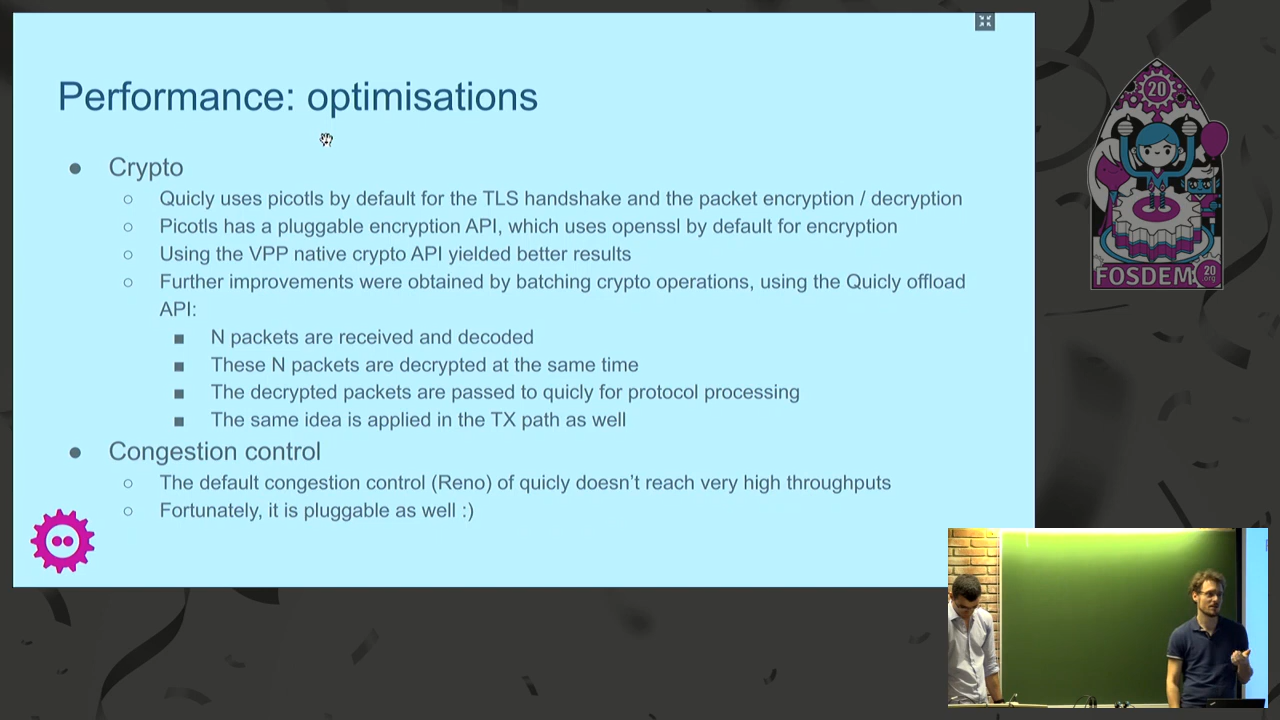 Performance: optimisations
● Crypto
○ Quicly uses picotls by default for the TLS handshake and the packet encryption / decryption
○ Picotls has a pluggable encryption API, which uses openssl by default for encryption
○ Using the VPP native crypto API yielded better results
○ Further improvements were obtained by batching crypto operations, using the Quicly offload
API:
■ N packets are received and decoded
■ These N packets are decrypted at the same time
■ The decrypted packets are passed to quicly for protocol processing
■ The same idea is applied in the TX path as well
● Congestion control
○ The default congestion control (Reno) of quicly doesn't reach very high throughputs
○ Fortunately, it is pluggable as well :)
20
FOSDEM 20 .org